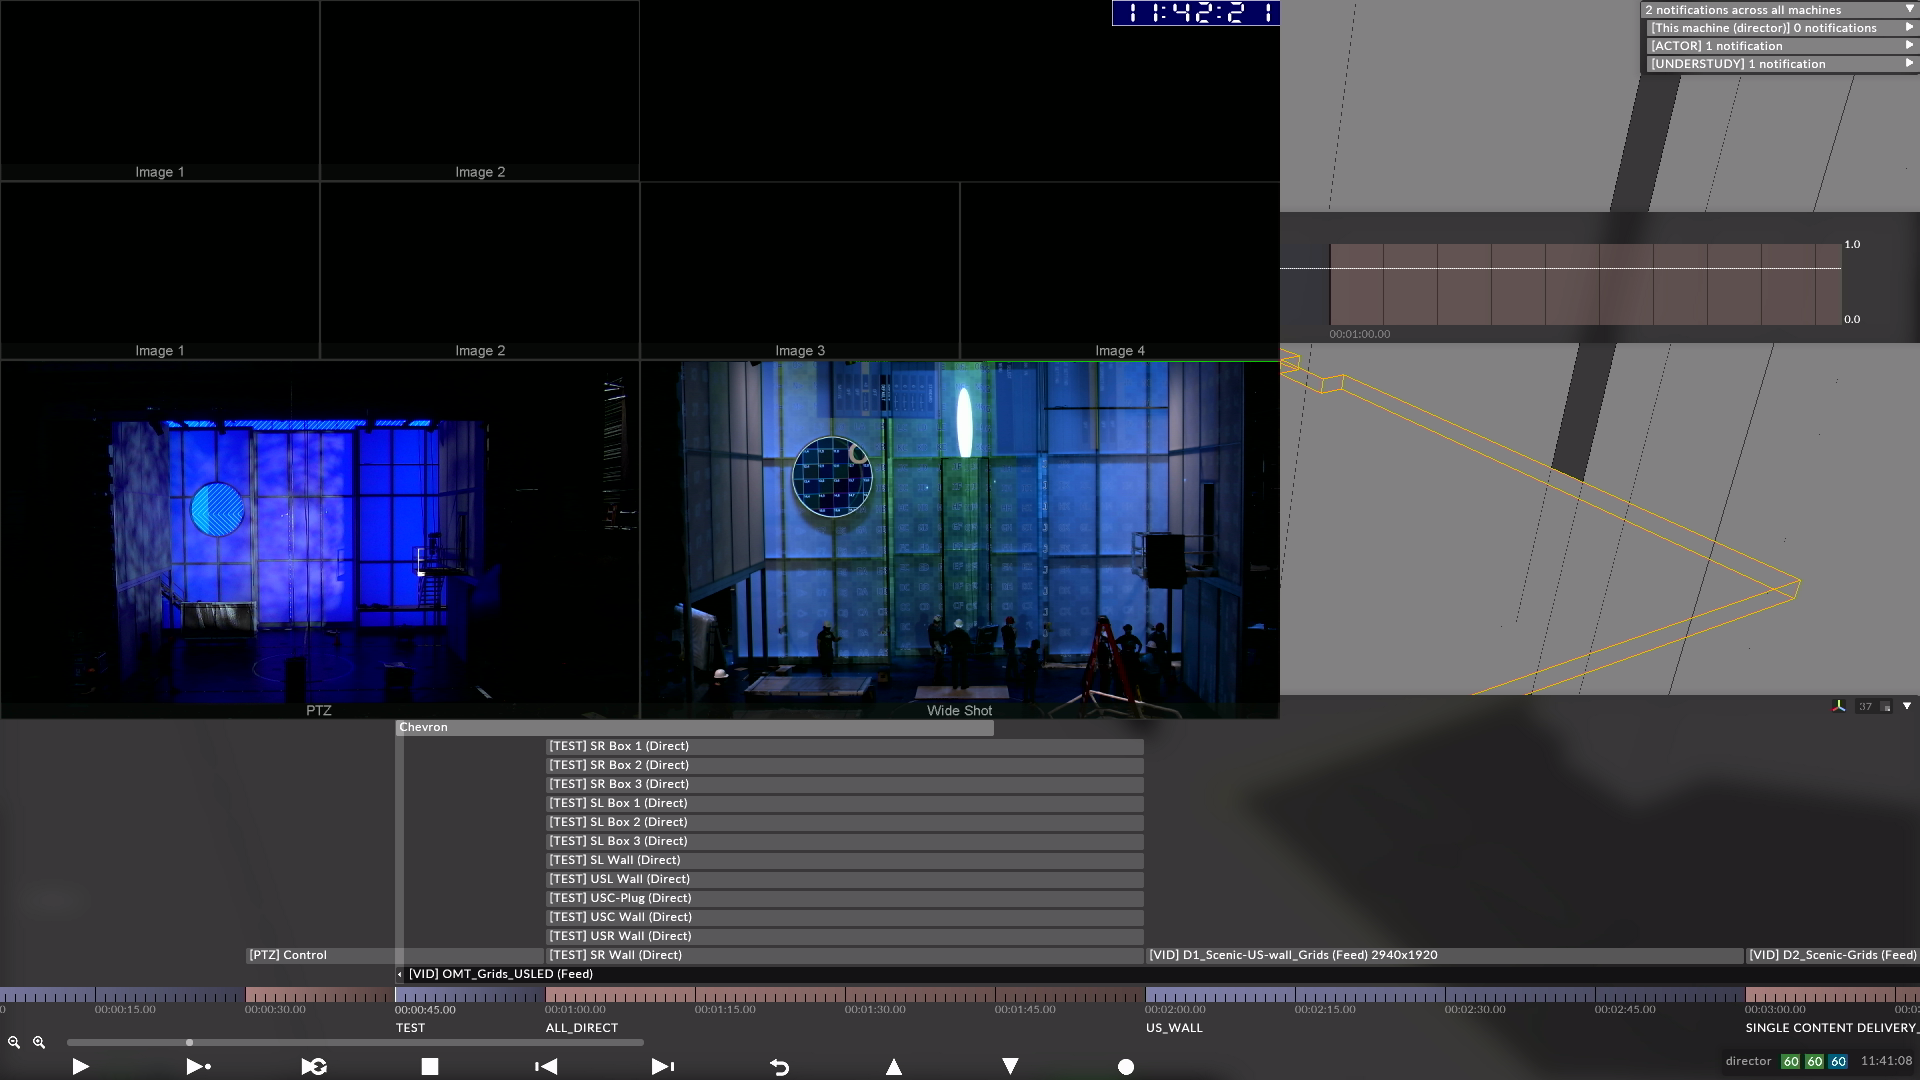 11:42:21
2 notifications across all machines
[This machine (director)] 0 notifications
[ACTOR] 1 notification
[UNDERSTUDY] 1 notification
Image 1
Image 2
Image 1
Image 2
Image 3
Image 4
1.0
0.0
00:01:00.00
PTZ
Wide Shot
37
Chevron
[TEST] SR Box 1 (Direct)
[TEST] SR Box 2 (Direct)
[TEST] SR Box 3 (Direct)
[TEST] SL Box 1 (Direct)
[TEST] SL Box 2 (Direct)
[TEST] SL Box 3 (Direct)
[TEST] SL Wall (Direct)
[TEST] USL Wall (Direct)
[TEST] USC-Plug (Direct)
[TEST] USC Wall (Direct)
[TEST] USR Wall (Direct)
[PTZ] Control
[TEST] SR Wall (Direct)
[VID] D1_Scenic-US-wall_Grids (Feed) 2940x1920
[VID] D2_Scenic-Grids (Feed)
[VID] OMT_Grids_USLED (Feed)
00:00:15.00
00:00:30.00
00:00:45.00
00:01:00.00
00:01:15.00
00:01:30.00
00:01:45.00
00:02:00.00
00:02:15.00
00:02:30.00
00:02:45.00
00:03:00.00
TEST
ALL_DIRECT
US_WALL
SINGLE CONTENT DELIVERY_
director 60 60 60 11:41:08